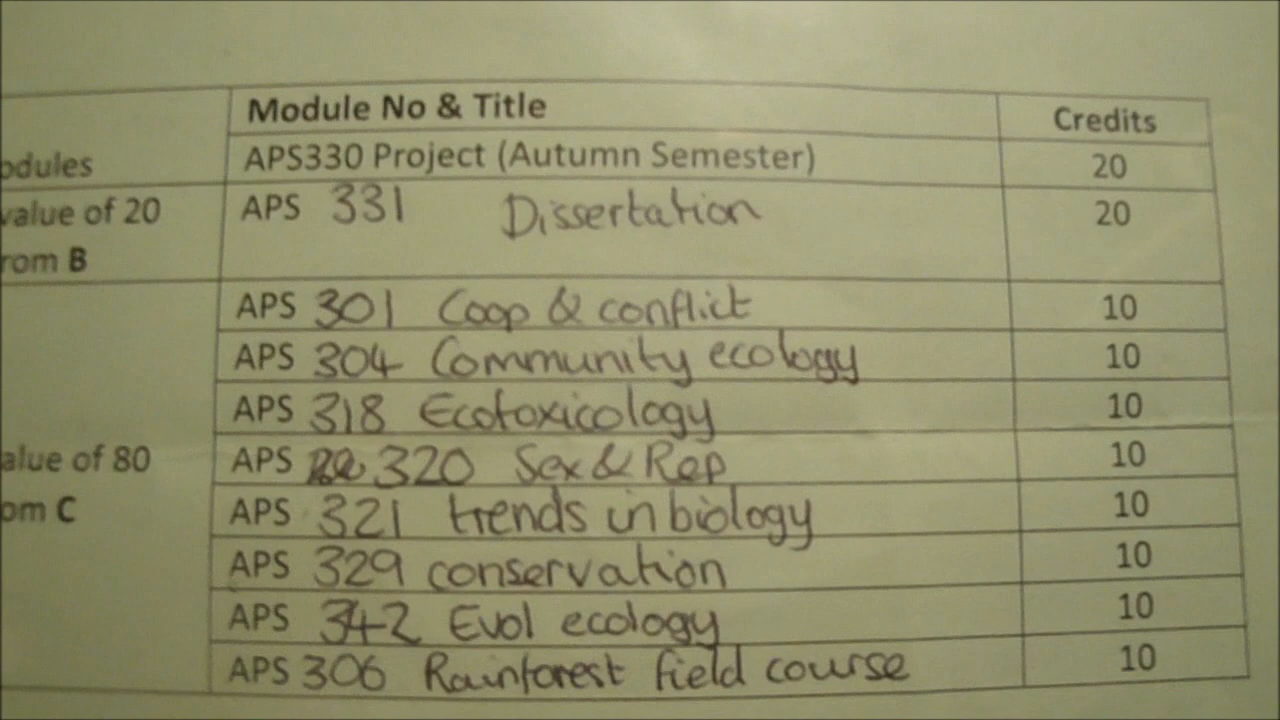 Module No & Title Credits
odules APS330 Project (Autumn Semester) 20
value of 20 APS 331 Dissertation 20
rom B
APS 301 Coop & conflict 10
APS 304 Community ecology 10
APS 318 Ecotoxicology 10
alue of 80 APS 320 Sex & Rep 10
om C APS 321 trends in biology 10
APS 329 conservation 10
APS 342 Evol ecology 10
APS 306 Rainforest field course 10